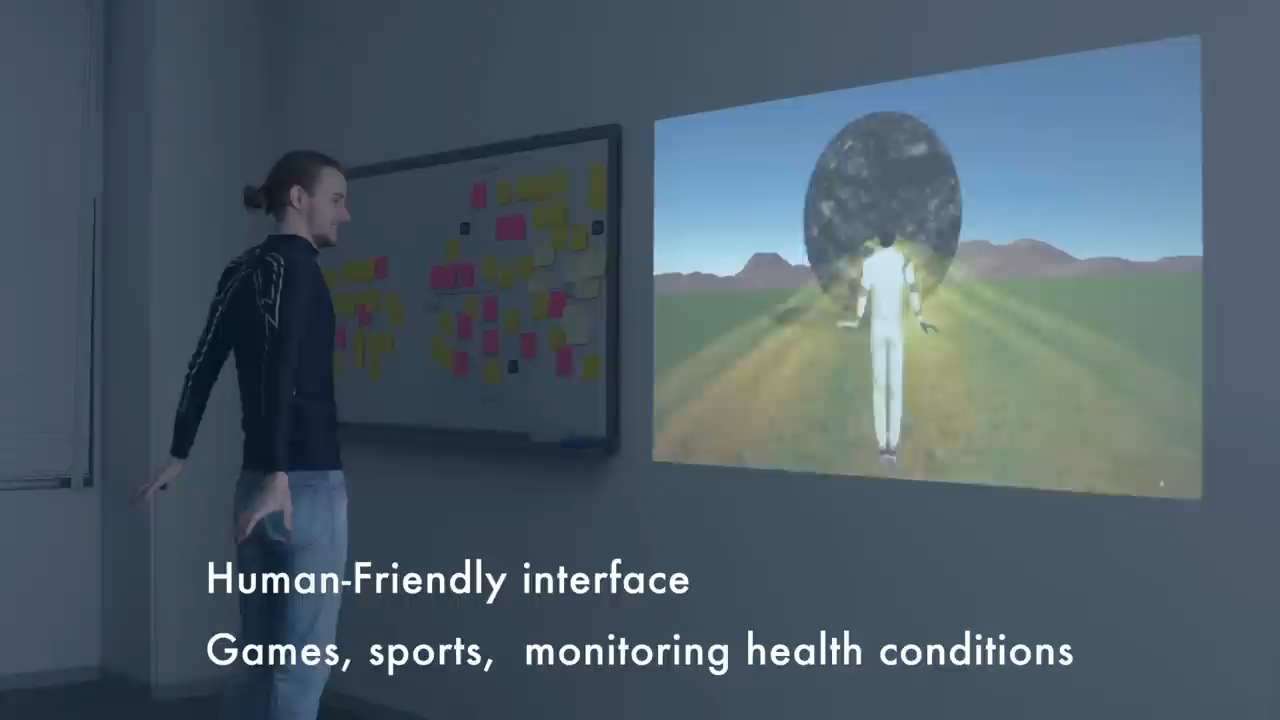 Human-Friendly interface
Games, sports,  monitoring health conditions